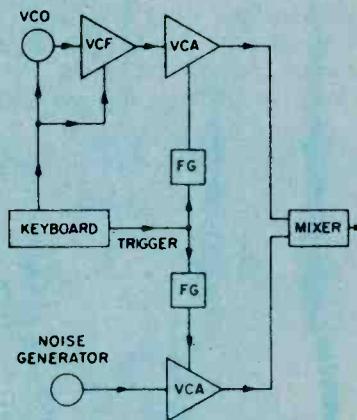 VCO
VCF
VCA
FG
KEYBOARD
TRIGGER
MIXER
FG
NOISE
GENERATOR
VCA